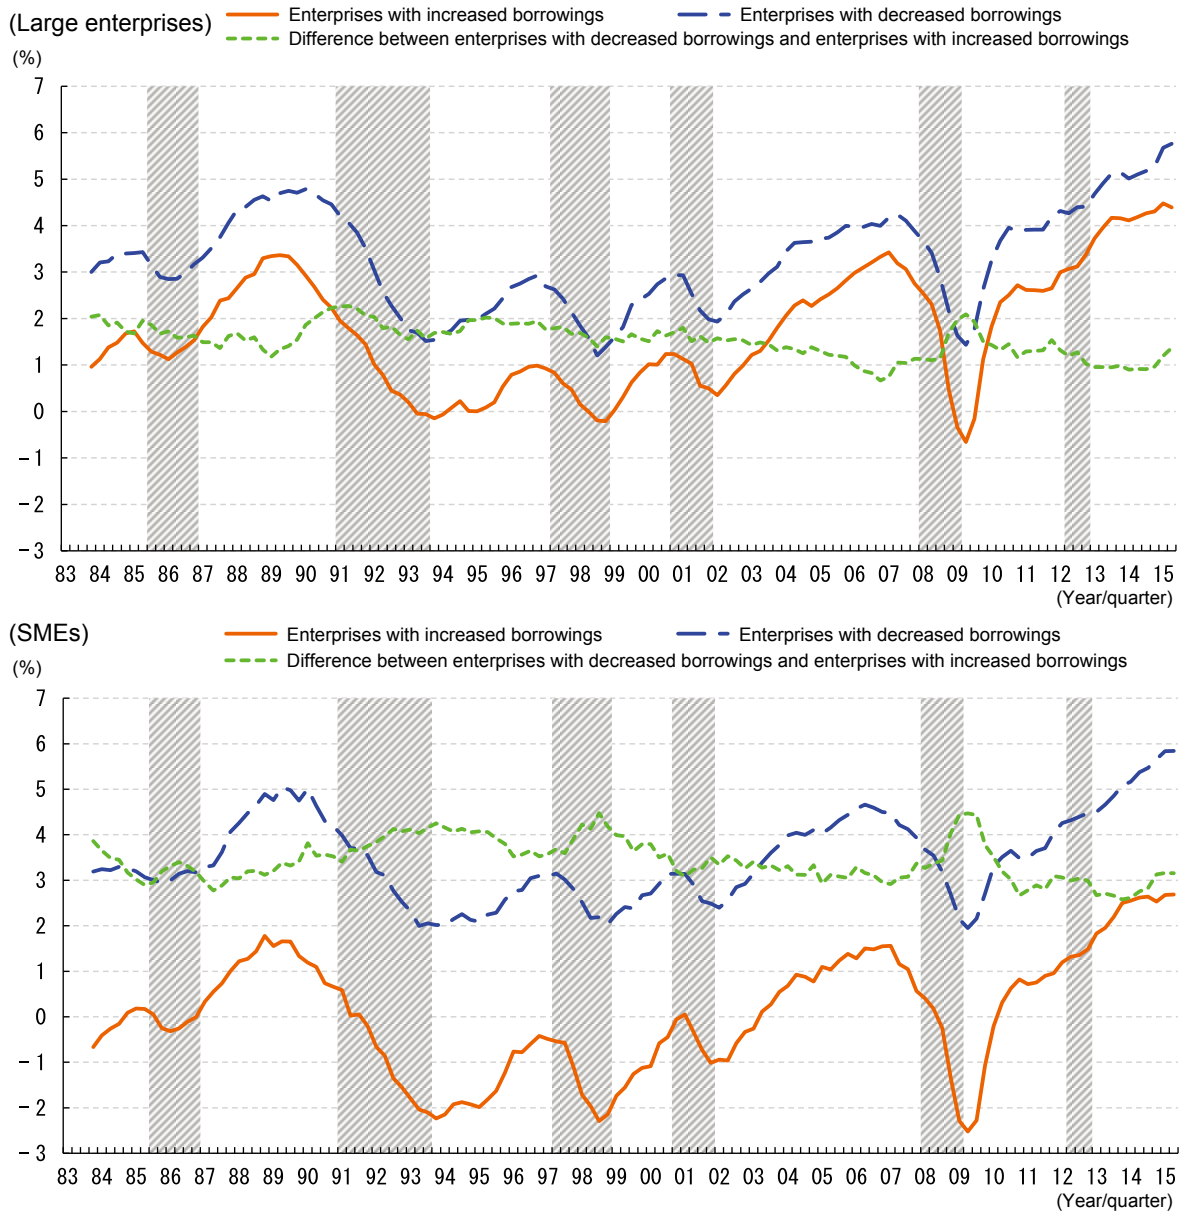 (Large enterprises)
Enterprises with increased borrowings
Enterprises with decreased borrowings
Difference between enterprises with decreased borrowings and enterprises with increased borrowings
(%)
7
6
5
4
3
2
1
0
−1
−2
−3
83 84 85 86 87 88 89 90 91 92 93 94 95 96 97 98 99 00 01 02 03 04 05 06 07 08 09 10 11 12 13 14 15
(Year/quarter)
(SMEs)
Enterprises with increased borrowings
Enterprises with decreased borrowings
Difference between enterprises with decreased borrowings and enterprises with increased borrowings
(%)
7
6
5
4
3
2
1
0
−1
−2
−3
83 84 85 86 87 88 89 90 91 92 93 94 95 96 97 98 99 00 01 02 03 04 05 06 07 08 09 10 11 12 13 14 15
(Year/quarter)